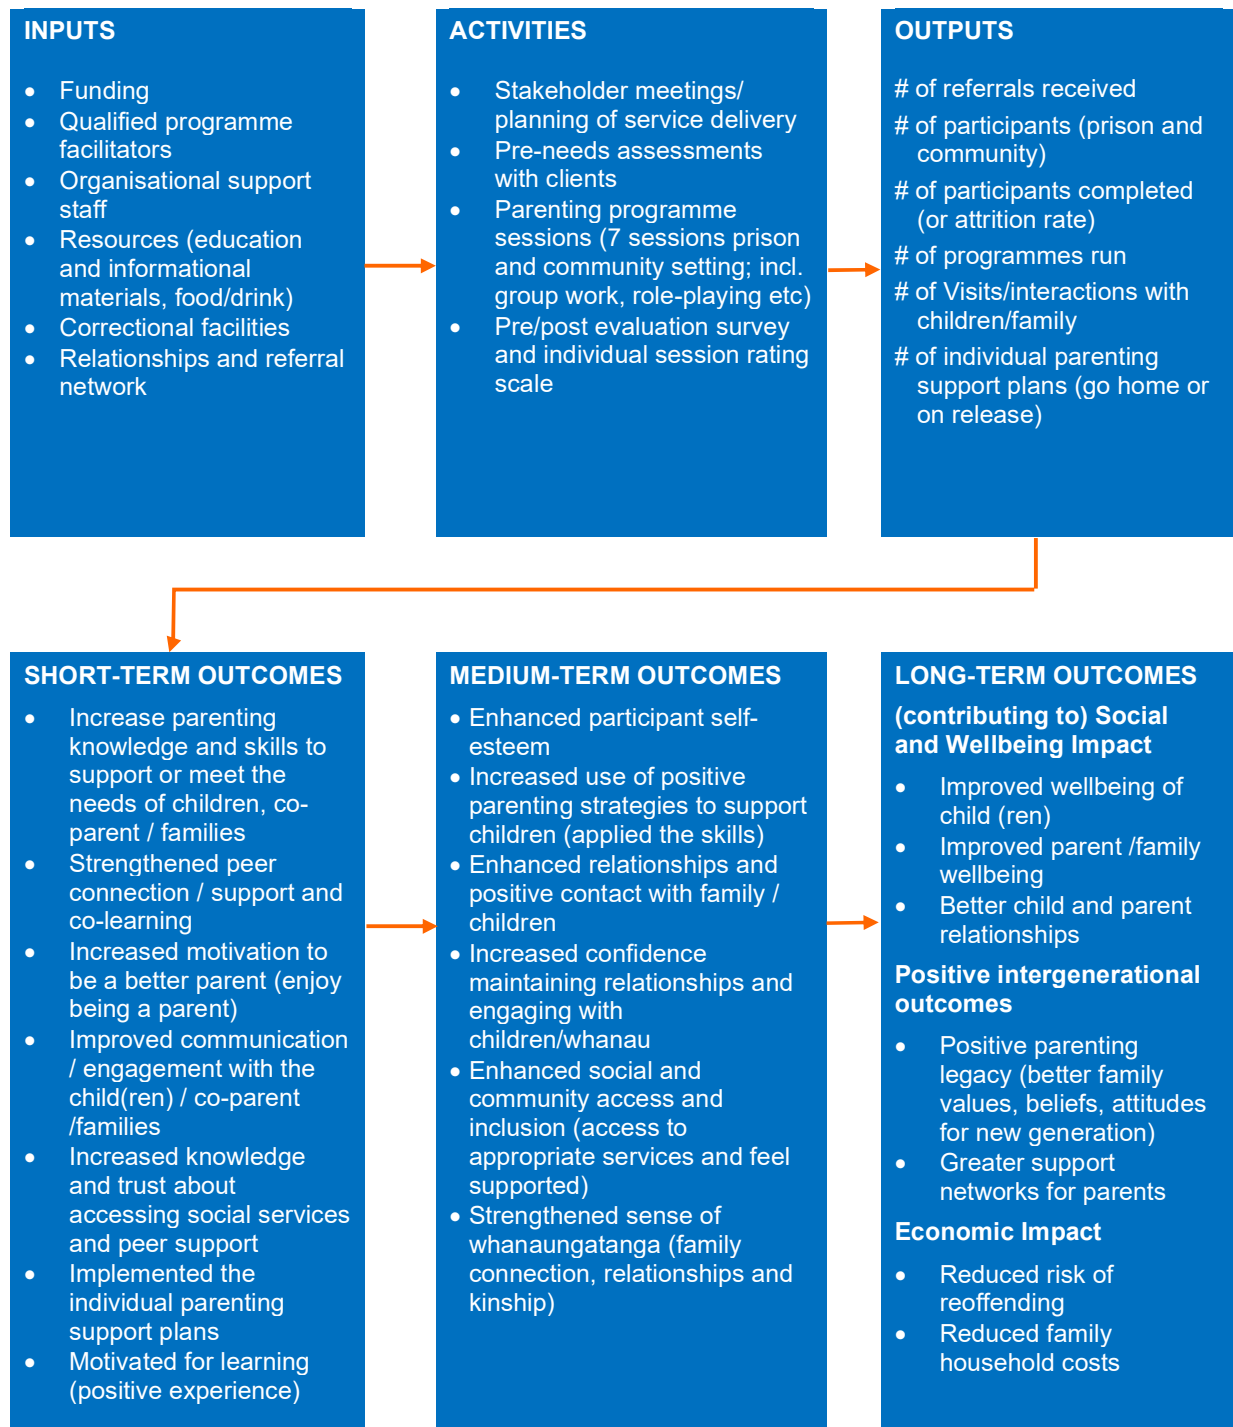 INPUTS
• Funding
• Qualified programme
facilitators
• Organisational support
staff
• Resources (education
and informational
materials, food/drink)
• Correctional facilities
• Relationships and referral
network
ACTIVITIES
• Stakeholder meetings/
planning of service delivery
• Pre-needs assessments
with clients
• Parenting programme
sessions (7 sessions prison
and community setting; incl.
group work, role-playing etc)
• Pre/post evaluation survey
and individual session rating
scale
OUTPUTS
# of referrals received
# of participants (prison and
community)
# of participants completed
(or attrition rate)
# of programmes run
# of Visits/interactions with
children/family
# of individual parenting
support plans (go home or
on release)
SHORT-TERM OUTCOMES
• Increase parenting
knowledge and skills to
support or meet the
needs of children, co-
parent / families
• Strengthened peer
connection / support and
co-learning
• Increased motivation to
be a better parent (enjoy
being a parent)
• Improved communication
/ engagement with the
child(ren) / co-parent
/families
• Increased knowledge
and trust about
accessing social services
and peer support
• Implemented the
individual parenting
support plans
• Motivated for learning
(positive experience)
MEDIUM-TERM OUTCOMES
• Enhanced participant self-
esteem
• Increased use of positive
parenting strategies to support
children (applied the skills)
• Enhanced relationships and
positive contact with family /
children
• Increased confidence
maintaining relationships and
engaging with
children/whanau
• Enhanced social and
community access and
inclusion (access to
appropriate services and feel
supported)
• Strengthened sense of
whanaungatanga (family
connection, relationships and
kinship)
LONG-TERM OUTCOMES
(contributing to) Social
and Wellbeing Impact
• Improved wellbeing of
child (ren)
• Improved parent /family
wellbeing
• Better child and parent
relationships
Positive intergenerational
outcomes
• Positive parenting
legacy (better family
values, beliefs, attitudes
for new generation)
• Greater support
networks for parents
Economic Impact
• Reduced risk of
reoffending
• Reduced family
household costs